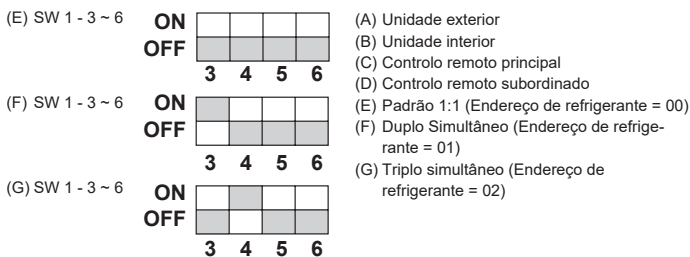 (E) SW 1 - 3 ~ 6
ON
OFF
3 4 5 6
(F) SW 1 - 3 ~ 6
ON
OFF
3 4 5 6
(G) SW 1 - 3 ~ 6
ON
OFF
3 4 5 6
(A) Unidade exterior
(B) Unidade interior
(C) Controlo remoto principal
(D) Controlo remoto subordinado
(E) Padrão 1:1 (Endereço de refrigerante = 00)
(F) Duplo Simultâneo (Endereço de refrige-
rante = 01)
(G) Triplo simultâneo (Endereço de
refrigerante = 02)